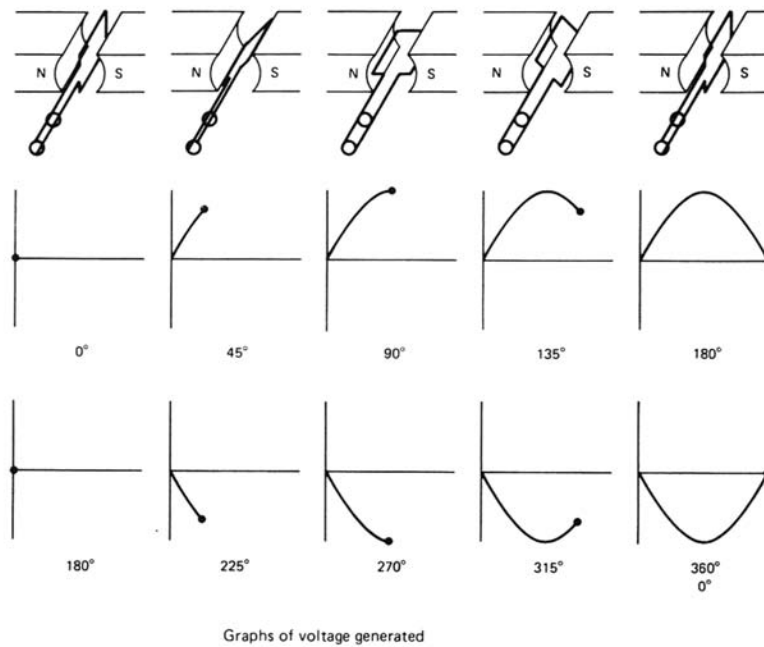 N S N S N S N S N S
0° 45° 90° 135° 180°
180° 225° 270° 315° 360°
0°
Graphs of voltage generated